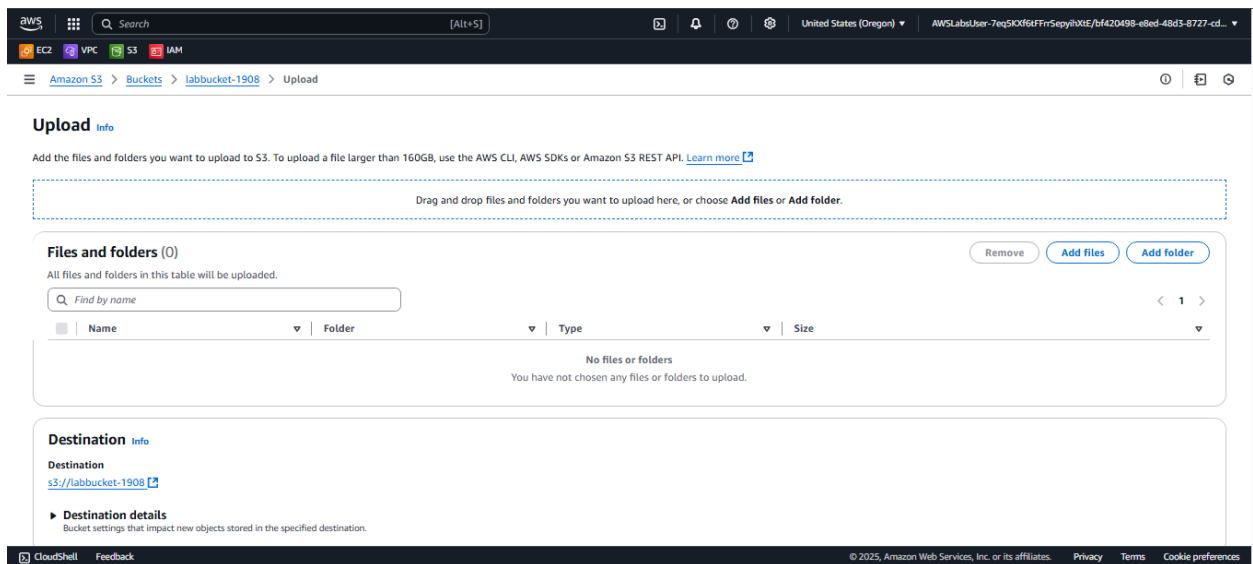 aws Search [Alt+S] United States (Oregon) AWSLabsUser-7eq5KXf6tFFrrSepyihXtE/bf420498-e8ed-48d3-8727-cd...
EC2 VPC S3 IAM
Amazon S3 > Buckets > labbucket-1908 > Upload
Upload Info
Add the files and folders you want to upload to S3. To upload a file larger than 160GB, use the AWS CLI, AWS SDKs or Amazon S3 REST API. Learn more
Drag and drop files and folders you want to upload here, or choose Add files or Add folder.
Files and folders (0) Remove Add files Add folder
All files and folders in this table will be uploaded.
Find by name < 1 >
Name Folder Type Size
No files or folders
You have not chosen any files or folders to upload.
Destination Info
Destination
s3://labbucket-1908
Destination details
Bucket settings that impact new objects stored in the specified destination.
CloudShell Feedback © 2025, Amazon Web Services, Inc. or its affiliates. Privacy Terms Cookie preferences